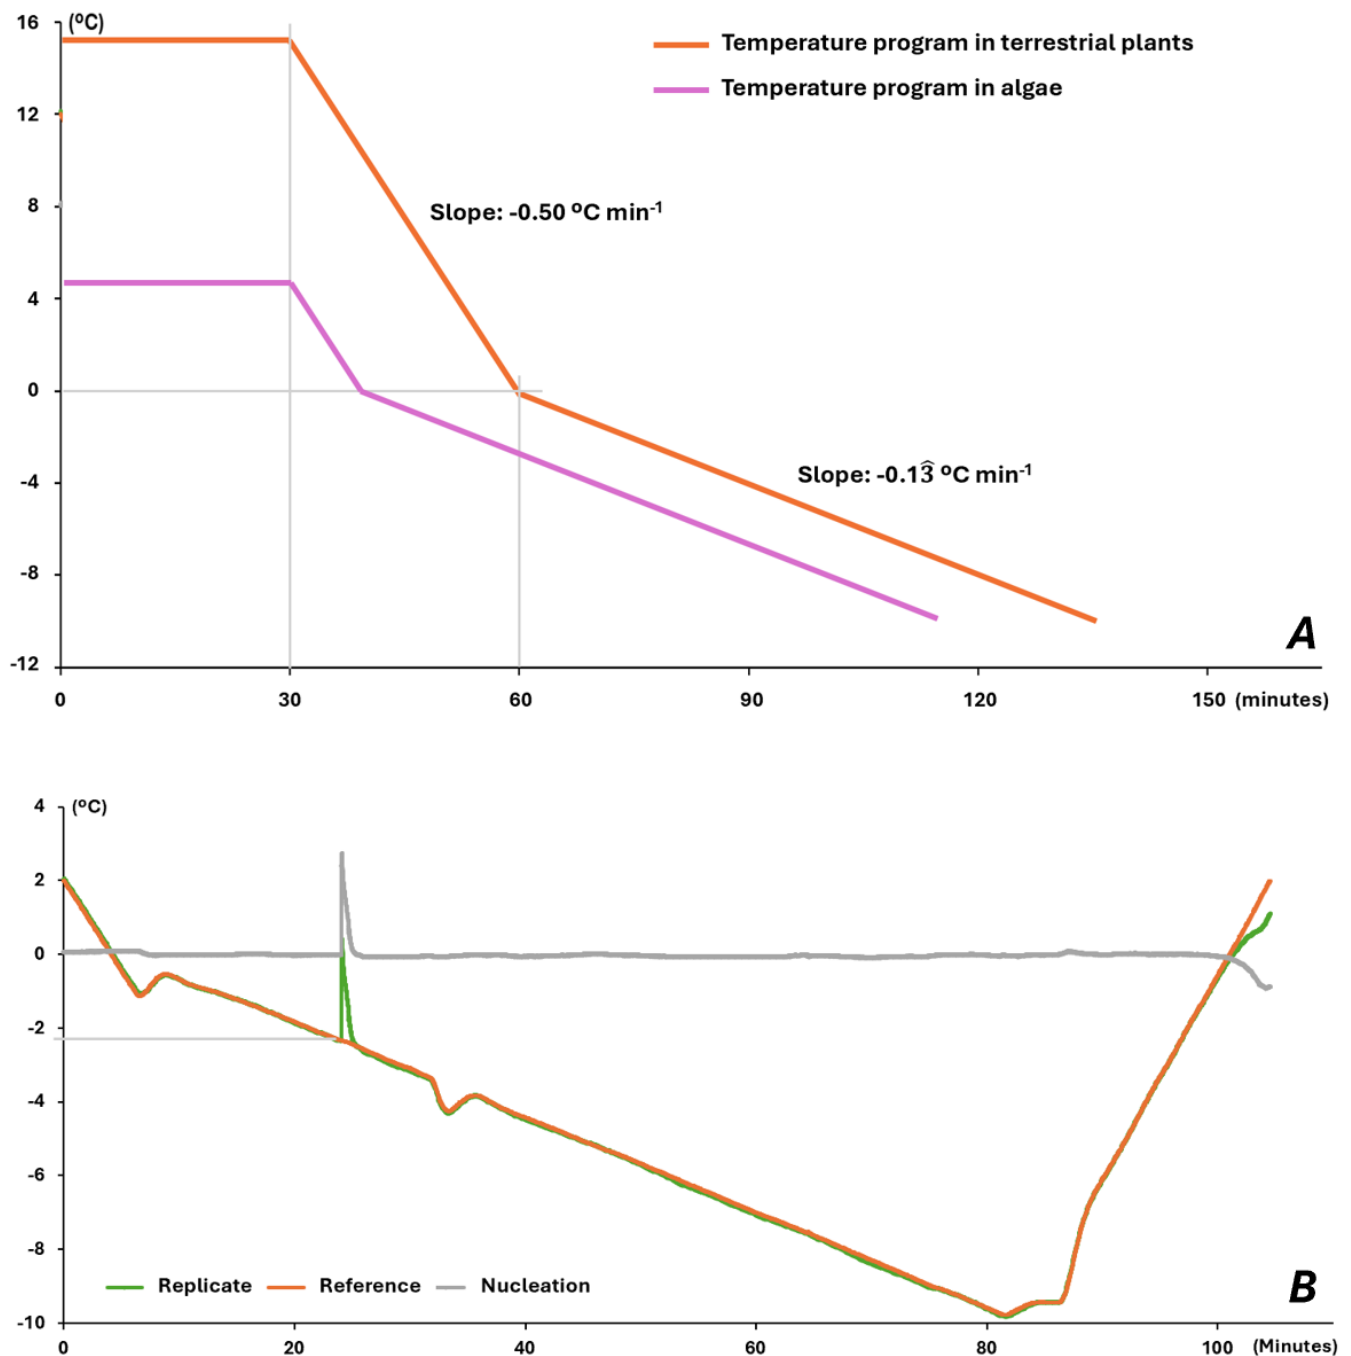 16 (ºC)
Temperature program in terrestrial plants
Temperature program in algae
12
8
Slope: -0.50 ºC min-1
4
0
-4
Slope: -0.13̂ ºC min-1
-8
A
-12
0 30 60 90 120 150 (minutes)
4 (ºC)
2
0
-2
-4
-6
-8
Replicate Reference Nucleation
B
-10
0 20 40 60 80 100 (Minutes)